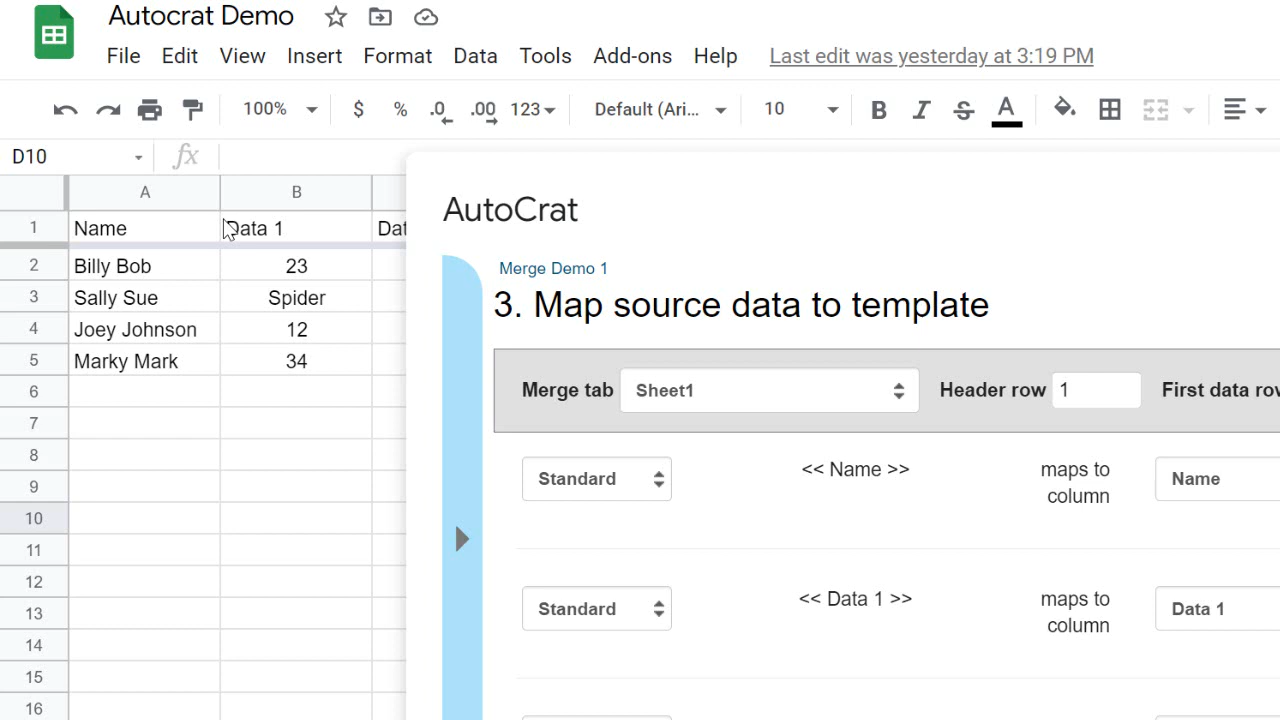 Autocrat Demo
File Edit View Insert Format Data Tools Add-ons Help Last edit was yesterday at 3:19 PM
100% $ % .0 .00 123 Default (Ari... 10 B I S A
D10 fx
A B
1 Name Data 1 Dat
2 Billy Bob 23
3 Sally Sue Spider
4 Joey Johnson 12
5 Marky Mark 34
6
7
8
9
10
11
12
13
14
15
16
AutoCrat
Merge Demo 1
3. Map source data to template
Merge tab Sheet1 Header row 1 First data row
Standard << Name >> maps to column Name
Standard << Data 1 >> maps to column Data 1